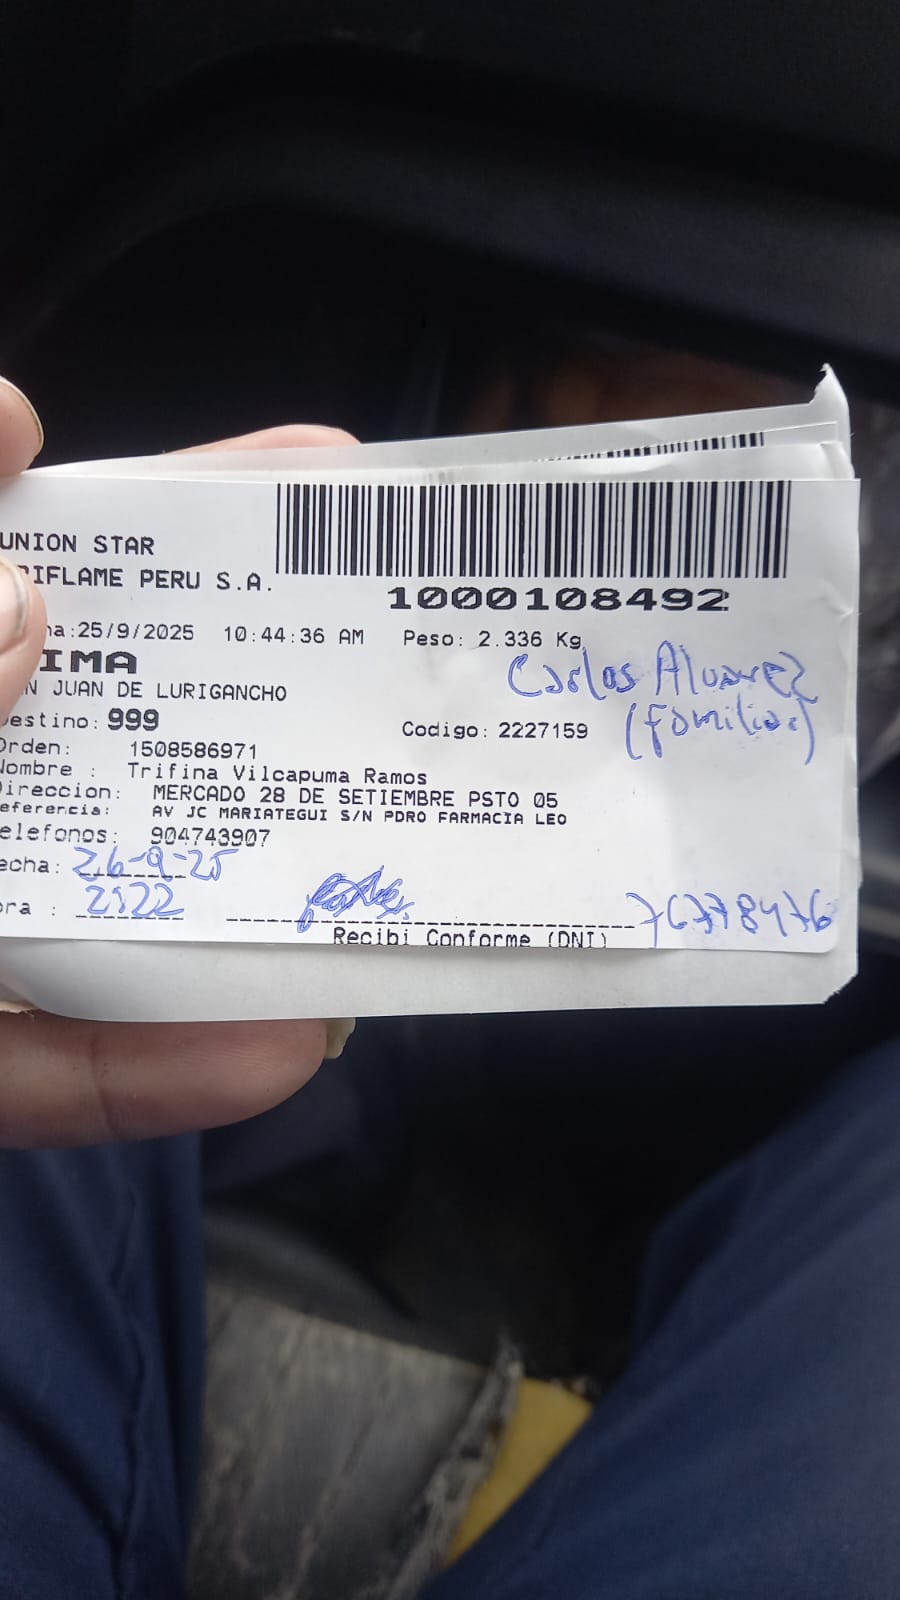 UNION STAR
RIFLAME PERU S.A.
1000108492
ha:25/9/2025 10:44:36 AM Peso: 2.336 Kg
IMA
Carlos Alvarez
N JUAN DE LURIGANCHO
(familiar)
estino: 999 Codigo: 2227159
Orden: 1508586971
Nombre : Trifina Vilcapuma Ramos
Direccion: MERCADO 28 DE SETIEMBRE PSTO 05
eferencia: AV JC MARIATEGUI S/N PDRO FARMACIA LEO
elefonos: 904743907
echa: 26-9-25
ora : 2:22
Recibi Conforme (DNI)